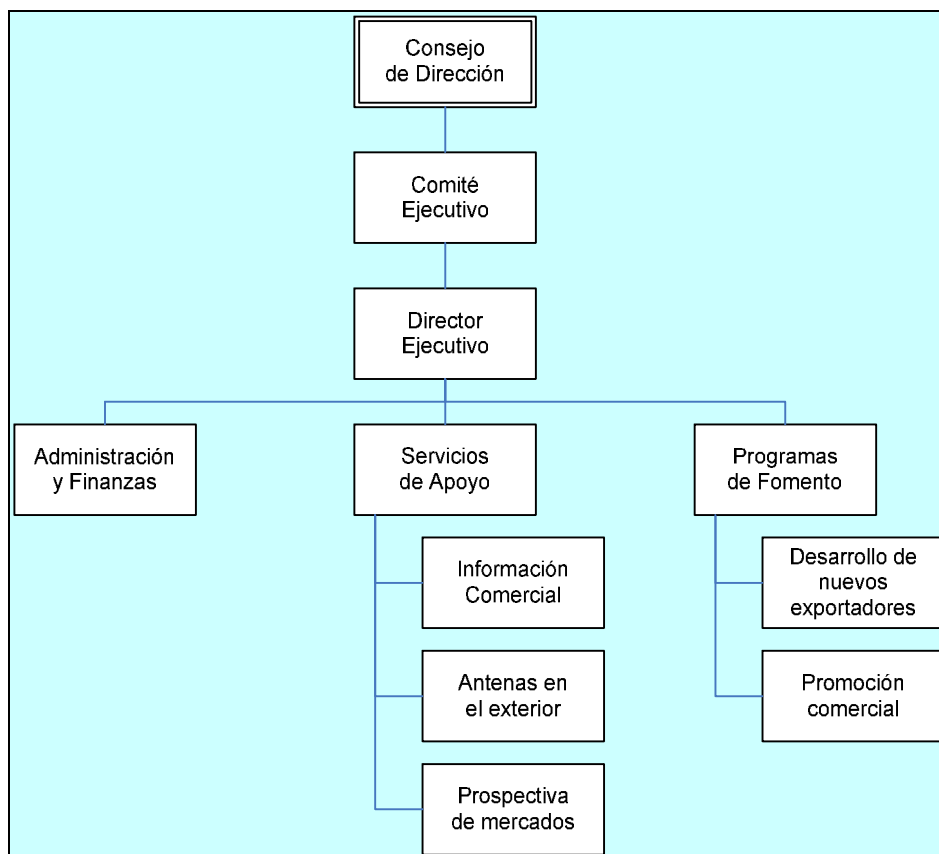 Consejo
de Dirección
Comité
Ejecutivo
Director
Ejecutivo
Administración
y Finanzas
Servicios
de Apoyo
Programas
de Fomento
Información
Comercial
Desarrollo de
nuevos
exportadores
Antenas en
el exterior
Promoción
comercial
Prospectiva
de mercados